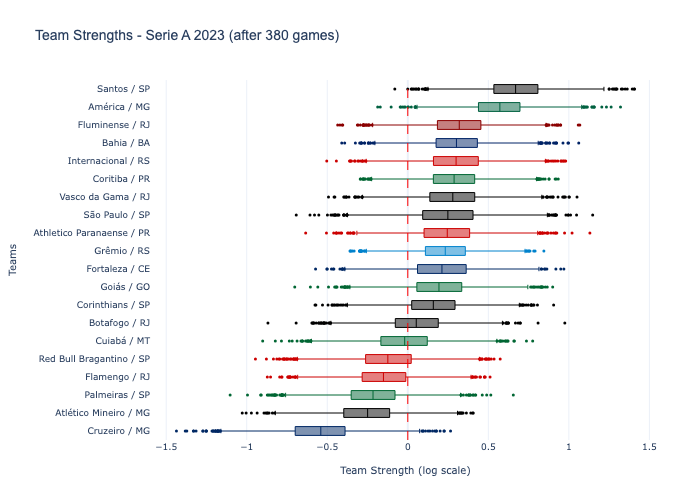 Team Strengths - Serie A 2023 (after 380 games)
Santos / SP
América / MG
Fluminense / RJ
Bahia / BA
Internacional / RS
Coritiba / PR
Vasco da Gama / RJ
São Paulo / SP
Athletico Paranaense / PR
Grêmio / RS
Fortaleza / CE
Goiás / GO
Corinthians / SP
Botafogo / RJ
Cuiabá / MT
Red Bull Bragantino / SP
Flamengo / RJ
Palmeiras / SP
Atlético Mineiro / MG
Cruzeiro / MG
Teams
−1.5 −1 −0.5 0 0.5 1 1.5
Team Strength (log scale)